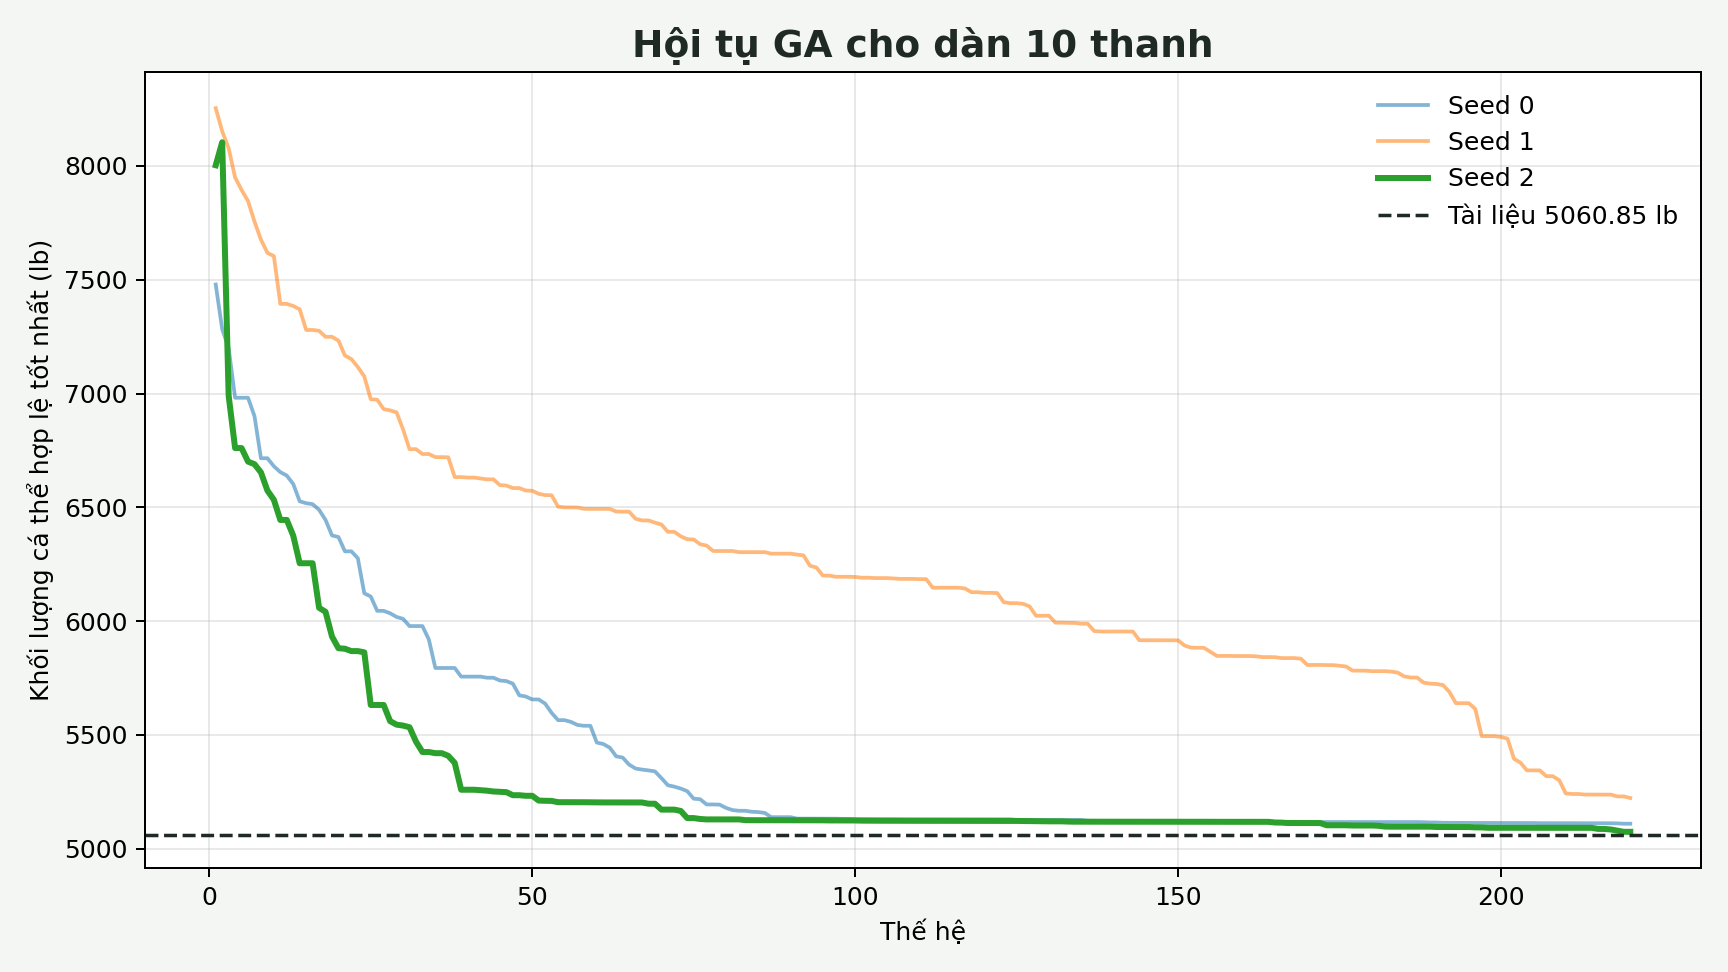 Hội tụ GA cho dàn 10 thanh
Seed 0
Seed 1
Seed 2
Tài liệu 5060.85 lb
Khối lượng cá thể hợp lệ tốt nhất (lb)
8000
7500
7000
6500
6000
5500
5000
0 50 100 150 200
Thế hệ